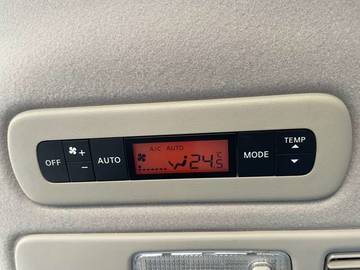 A/C AUTO
OFF + - AUTO 24.5°C MODE TEMP